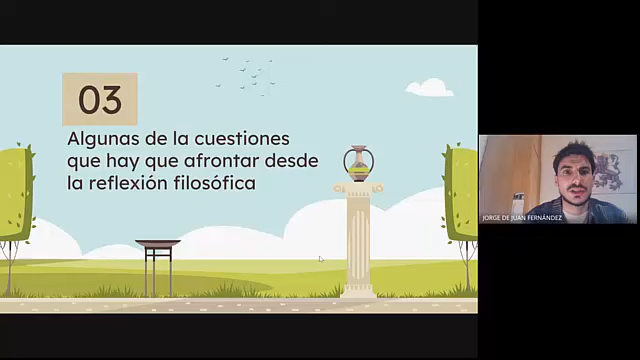 03
Algunas de la cuestiones
que hay que afrontar desde
la reflexión filosófica
JORGE DE JUAN FERNÁNDEZ